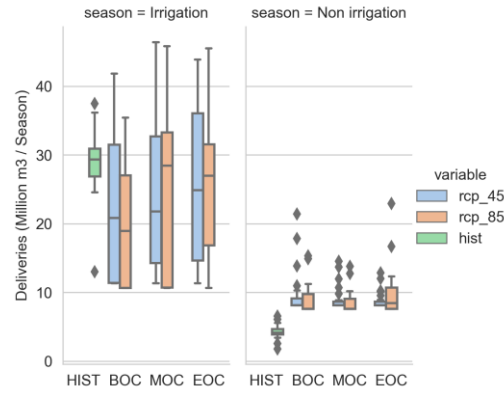 season = Irrigation
season = Non irrigation
Deliveries (Million m3 / Season)
40
30
20
10
0
HIST BOC MOC EOC
HIST BOC MOC EOC
variable
rcp_45
rcp_85
hist